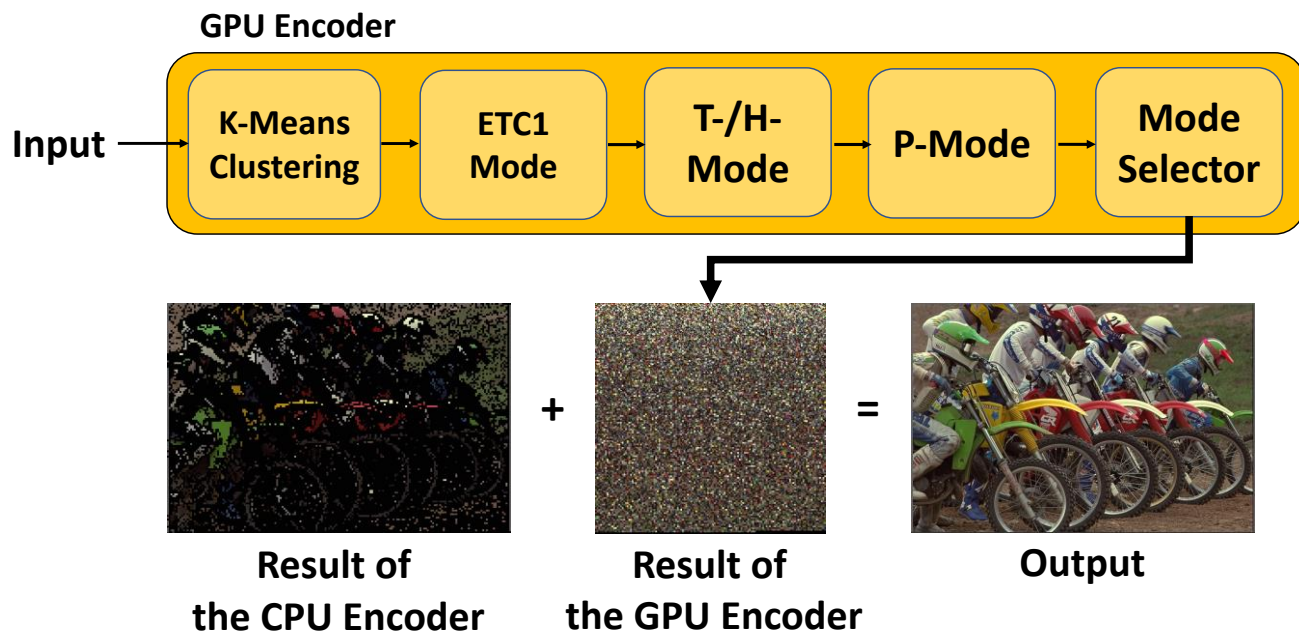 GPU Encoder
Input
K-Means
Clustering
ETC1
Mode
T-/H-
Mode
P-Mode
Mode
Selector
+
=
Result of
the CPU Encoder
Result of
the GPU Encoder
Output